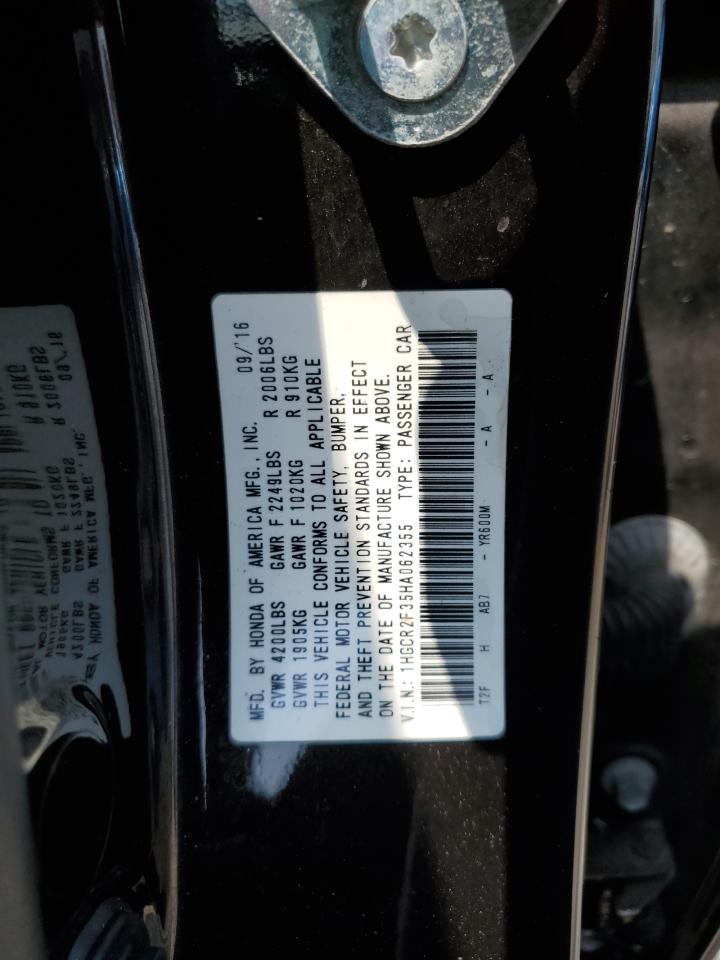 MFD. BY HONDA OF AMERICA MFG., INC. 09/'16
GVWR 4200LBS GAWR F 2249LBS R 2006LBS
GVWR 1905KG GAWR F 1020KG R 910KG
THIS VEHICLE CONFORMS TO ALL APPLICABLE
FEDERAL MOTOR VEHICLE SAFETY, BUMPER,
AND THEFT PREVENTION STANDARDS IN EFFECT
ON THE DATE OF MANUFACTURE SHOWN ABOVE.
V.I.N.: 1HGCR2F35HA062355 TYPE: PASSENGER CAR
T2F H AB7 - YR600M - A - A